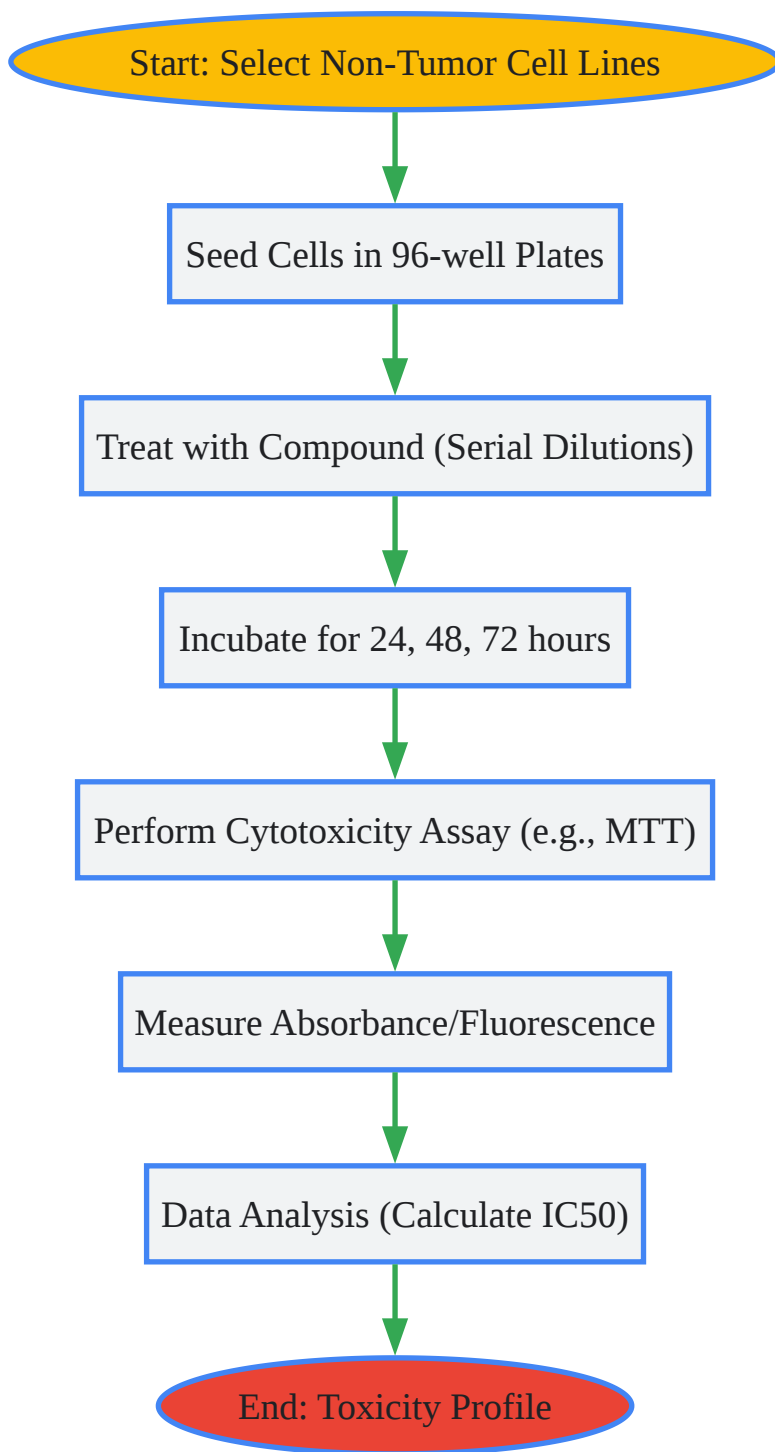 Start: Select Non-Tumor Cell Lines
Seed Cells in 96-well Plates
Treat with Compound (Serial Dilutions)
Incubate for 24, 48, 72 hours
Perform Cytotoxicity Assay (e.g., MTT)
Measure Absorbance/Fluorescence
Data Analysis (Calculate IC50)
End: Toxicity Profile